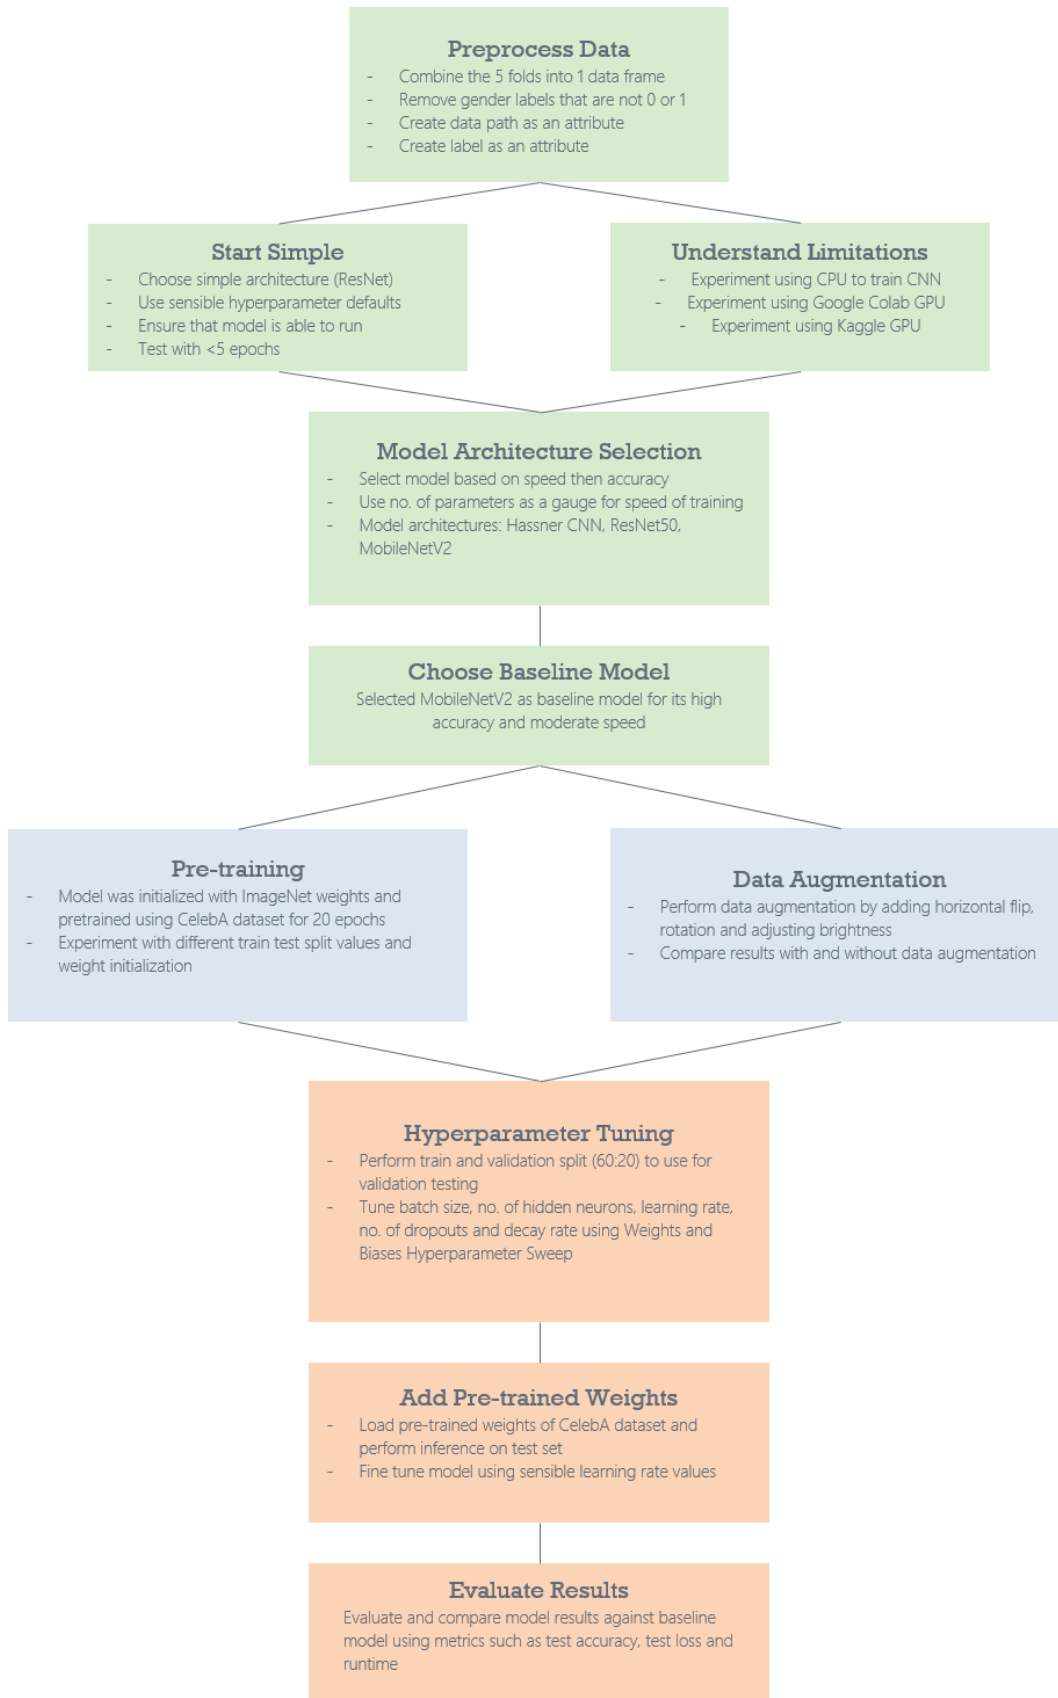 Preprocess Data
- Combine the 5 folds into 1 data frame
- Remove gender labels that are not 0 or 1
- Create data path as an attribute
- Create label as an attribute
Start Simple
- Choose simple architecture (ResNet)
- Use sensible hyperparameter defaults
- Ensure that model is able to run
- Test with <5 epochs
Understand Limitations
- Experiment using CPU to train CNN
- Experiment using Google Colab GPU
- Experiment using Kaggle GPU
Model Architecture Selection
- Select model based on speed then accuracy
- Use no. of parameters as a gauge for speed of training
- Model architectures: Hassner CNN, ResNet50,
MobileNetV2
Choose Baseline Model
Selected MobileNetV2 as baseline model for its high
accuracy and moderate speed
Pre-training
- Model was initialized with ImageNet weights and
pretrained using CelebA dataset for 20 epochs
- Experiment with different train test split values and
weight initialization
Data Augmentation
- Perform data augmentation by adding horizontal flip,
rotation and adjusting brightness
- Compare results with and without data augmentation
Hyperparameter Tuning
- Perform train and validation split (60:20) to use for
validation testing
- Tune batch size, no. of hidden neurons, learning rate,
no. of dropouts and decay rate using Weights and
Biases Hyperparameter Sweep
Add Pre-trained Weights
- Load pre-trained weights of CelebA dataset and
perform inference on test set
- Fine tune model using sensible learning rate values
Evaluate Results
Evaluate and compare model results against baseline
model using metrics such as test accuracy, test loss and
runtime